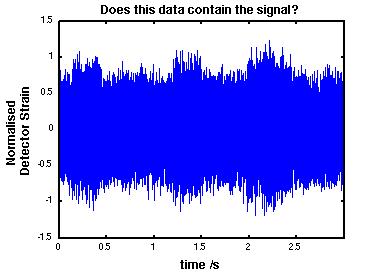 Does this data contain the signal?
1.5
1
0.5
0
-0.5
-1
-1.5
Normalised
Detector Strain
0 0.5 1 1.5 2 2.5
time /s